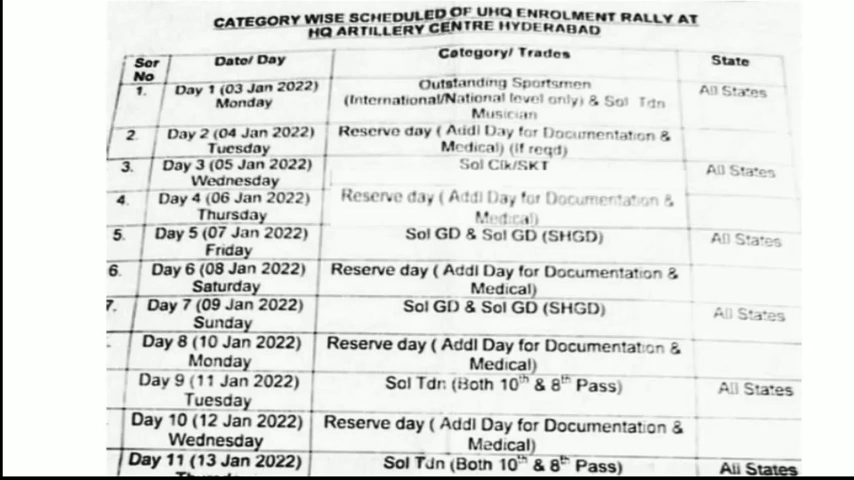 CATEGORY WISE SCHEDULED OF UHQ ENROLMENT RALLY AT
HQ ARTILLERY CENTRE HYDERABAD
Ser No Date/ Day Category/ Trades State
1. Day 1 (03 Jan 2022) Monday Outstanding Sportsmen (International/National level only) & Sol Tdn Musician All States
2. Day 2 (04 Jan 2022) Tuesday Reserve day ( Addl Day for Documentation & Medical) (if reqd)
3. Day 3 (05 Jan 2022) Wednesday Sol Clk/SKT All States
4. Day 4 (06 Jan 2022) Thursday Reserve day ( Addl Day for Documentation & Medical)
5. Day 5 (07 Jan 2022) Friday Sol GD & Sol GD (SHGD) All States
6. Day 6 (08 Jan 2022) Saturday Reserve day ( Addl Day for Documentation & Medical)
7. Day 7 (09 Jan 2022) Sunday Sol GD & Sol GD (SHGD) All States
Day 8 (10 Jan 2022) Monday Reserve day ( Addl Day for Documentation & Medical)
Day 9 (11 Jan 2022) Tuesday Sol Tdn (Both 10th & 8th Pass) All States
Day 10 (12 Jan 2022) Wednesday Reserve day ( Addl Day for Documentation & Medical)
Day 11 (13 Jan 2022) Sol Tdn (Both 10th & 8th Pass) All States